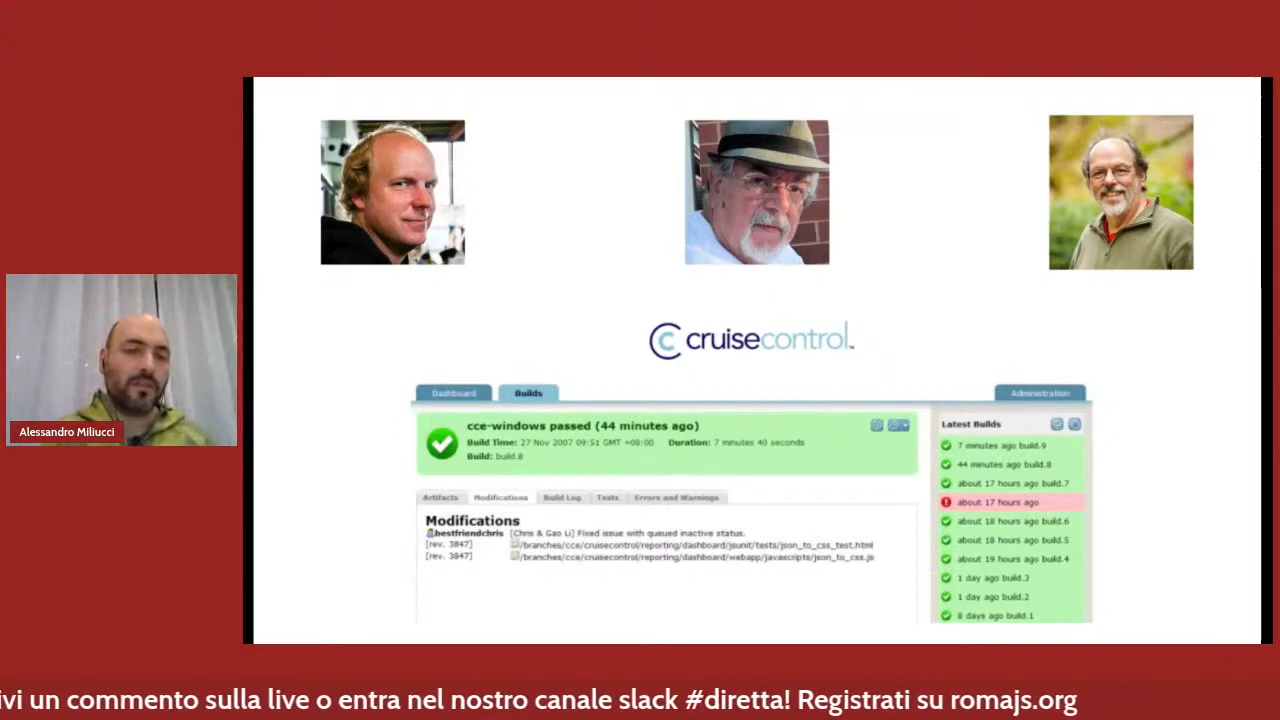 cruisecontrol
Dashboard
Builds
Administration
cce-windows passed (44 minutes ago)
Build Time: 27 Nov 2007 09:51 GMT +08:00 Duration: 7 minutes 40 seconds
Build: build.8
Latest Builds
7 minutes ago build.9
44 minutes ago build.8
about 17 hours ago build.7
about 17 hours ago
about 18 hours ago build.6
about 18 hours ago build.5
about 19 hours ago build.4
1 day ago build.3
1 day ago build.2
8 days ago build.1
Artifacts Modifications Build Log Tests Errors and Warnings
Modifications
bestfriendchris [Chris & Gao Li] Fixed issue with queued inactive status.
[rev. 3847] /branches/cce/cruisecontrol/reporting/dashboard/jsunit/tests/json_to_css_test.html
[rev. 3847] /branches/cce/cruisecontrol/reporting/dashboard/webapp/javascripts/json_to_css.js
Alessandro Miliucci
ivi un commento sulla live o entra nel nostro canale slack #diretta! Registrati su romajs.org